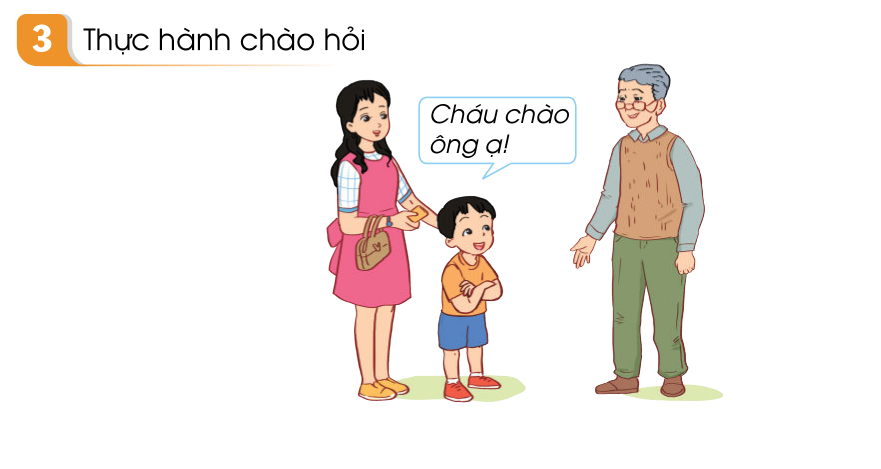 3 Thực hành chào hỏi
Cháu chào
ông ạ!